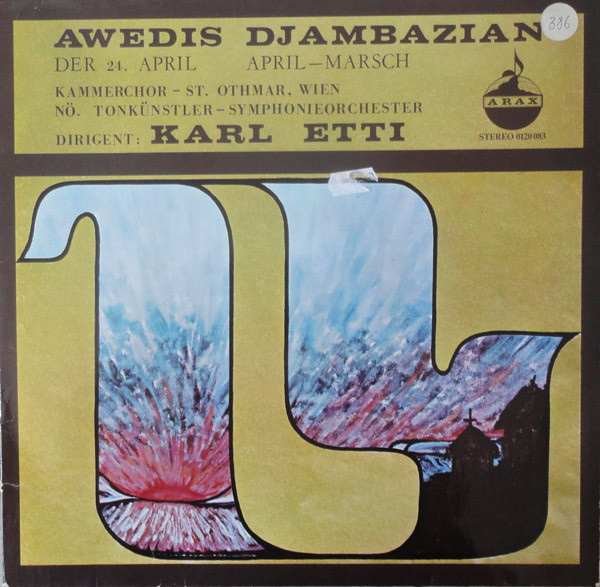 AWEDIS DJAMBAZIAN
386
DER 24. APRIL APRIL–MARSCH
KAMMERCHOR – ST. OTHMAR, WIEN
NÖ. TONKÜNSTLER – SYMPHONIEORCHESTER
DIRIGENT: KARL ETTI
ARAX
STEREO 0120 083